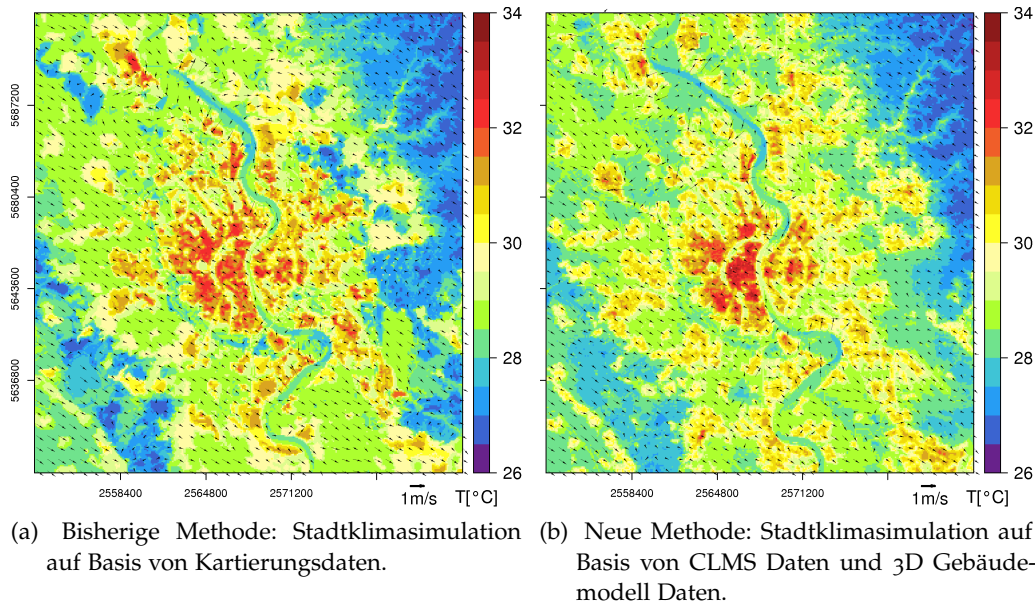 34
34
5687200
32
32
5680400
30
30
5643600
28
28
5636800
26
26
2558400 2564800 2571200 1m/s T[°C]
2558400 2564800 2571200 1m/s T[°C]
(a) Bisherige Methode: Stadtklimasimulation
auf Basis von Kartierungsdaten.
(b) Neue Methode: Stadtklimasimulation auf
Basis von CLMS Daten und 3D Gebäude-
modell Daten.